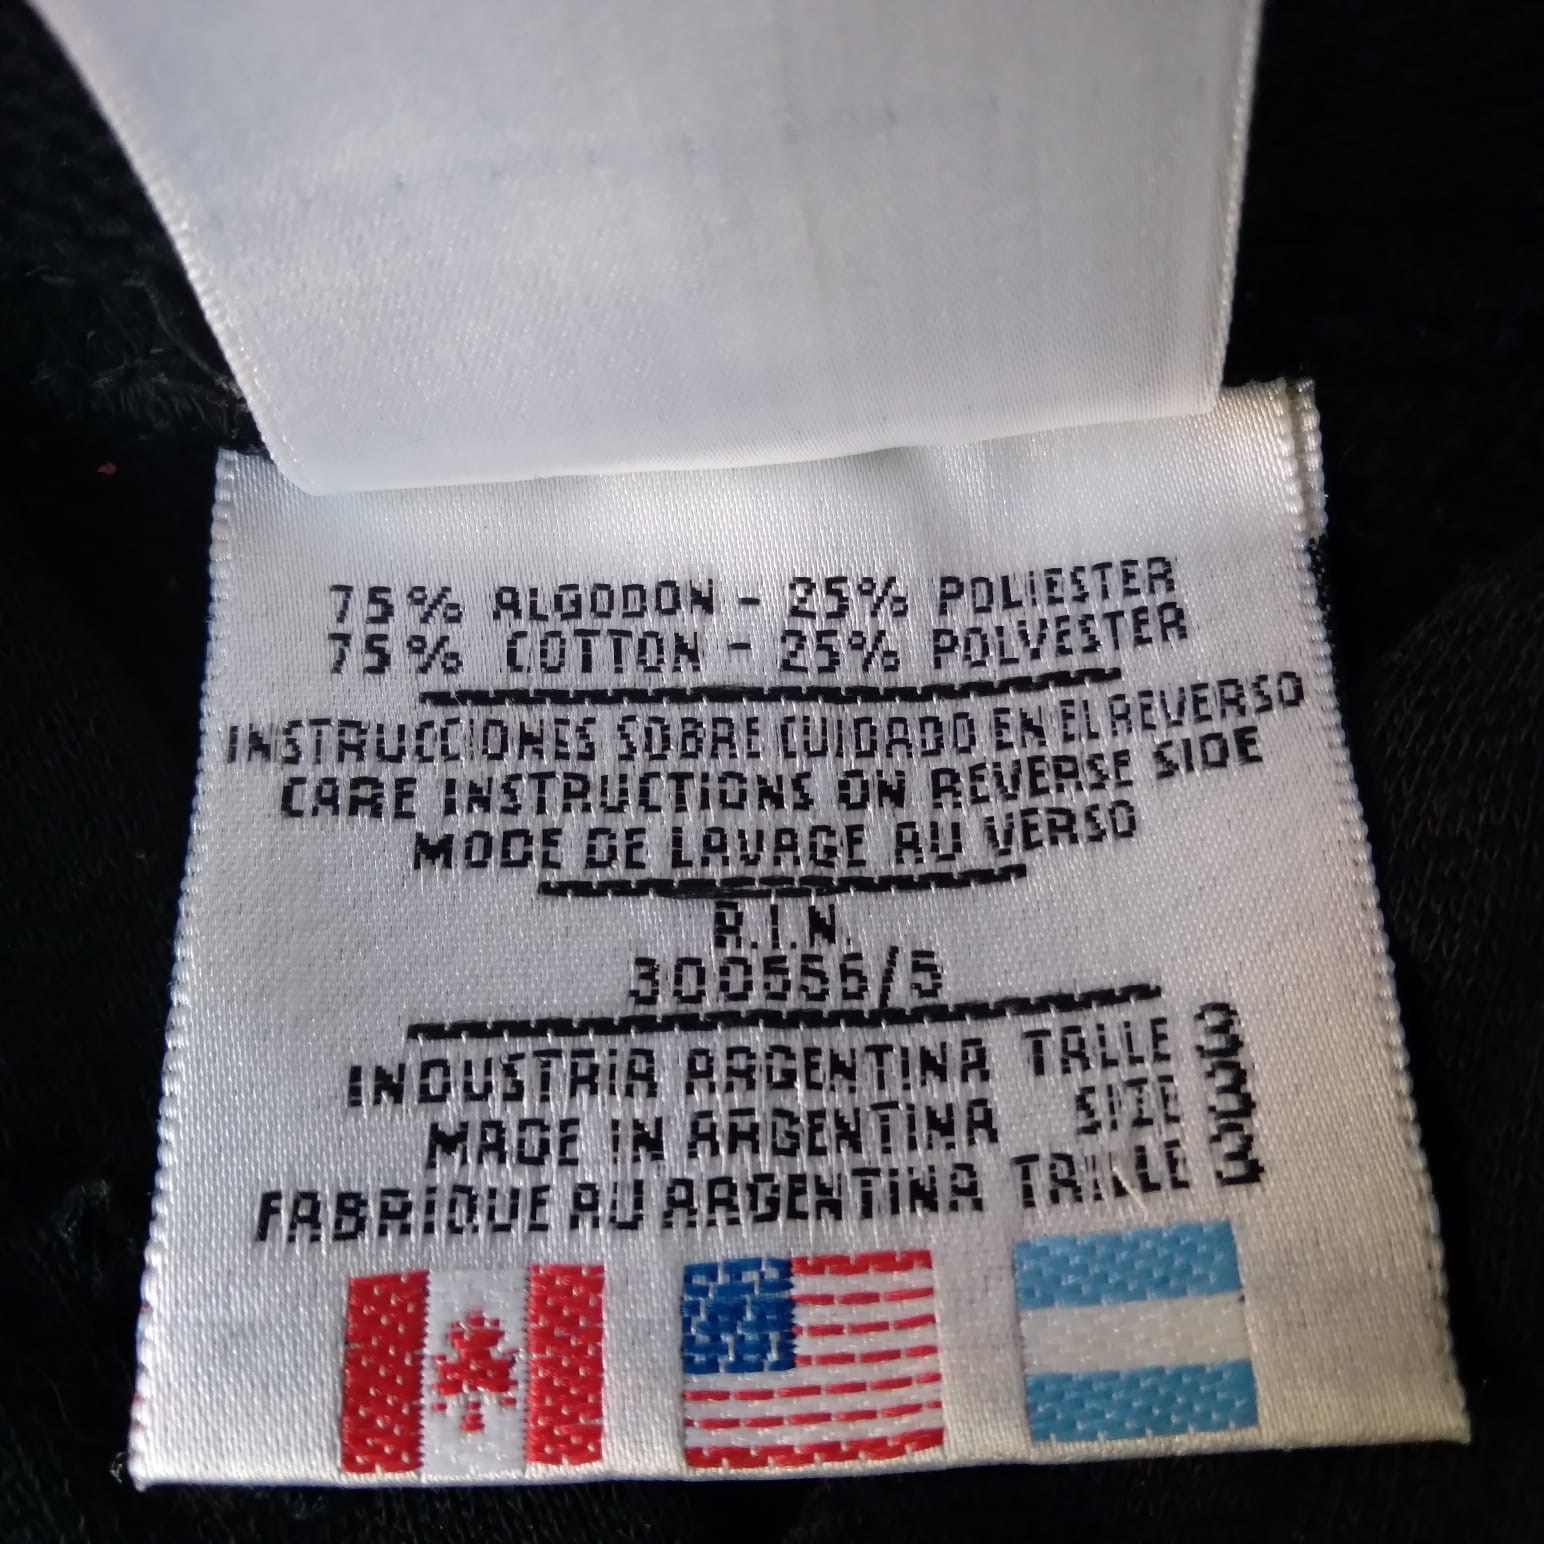 75% ALGODON - 25% POLIESTER
75% COTTON - 25% POLYESTER
INSTRUCCIONES SOBRE CUIDADO EN EL REVERSO
CARE INSTRUCTIONS ON REVERSE SIDE
MODE DE LAVAGE AU VERSO
R.I.N.
300556/5
INDUSTRIA ARGENTINA TALLE 3
MADE IN ARGENTINA SIZE 3
FABRIQUE AU ARGENTINA TAILLE 3